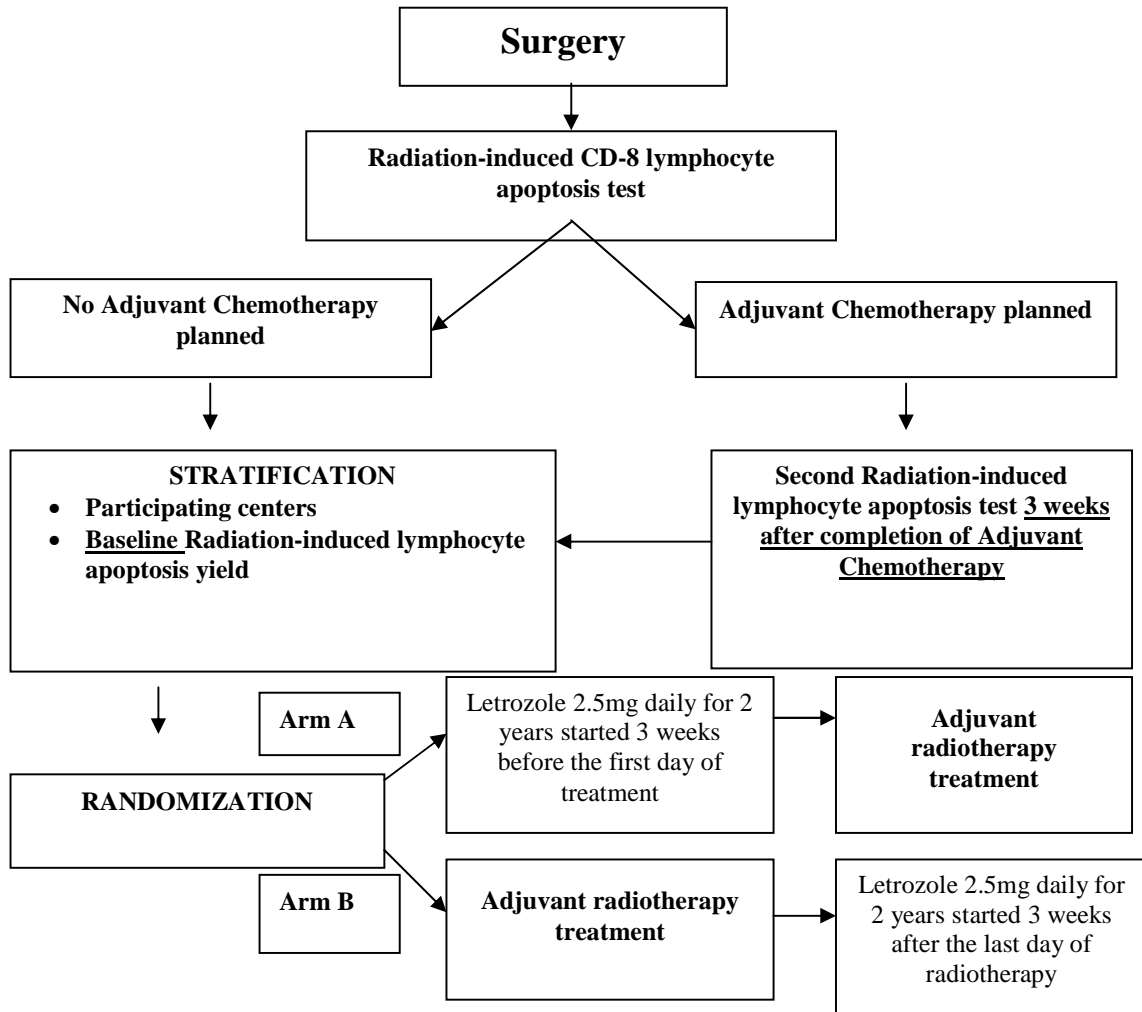 Surgery
Radiation-induced CD-8 lymphocyte
apoptosis test
No Adjuvant Chemotherapy
planned
Adjuvant Chemotherapy planned
STRATIFICATION
• Participating centers
• Baseline Radiation-induced lymphocyte
apoptosis yield
Second Radiation-induced
lymphocyte apoptosis test 3 weeks
after completion of Adjuvant
Chemotherapy
RANDOMIZATION
Arm A
Letrozole 2.5mg daily for 2
years started 3 weeks
before the first day of
treatment
Adjuvant
radiotherapy
treatment
Arm B
Adjuvant radiotherapy
treatment
Letrozole 2.5mg daily for
2 years started 3 weeks
after the last day of
radiotherapy